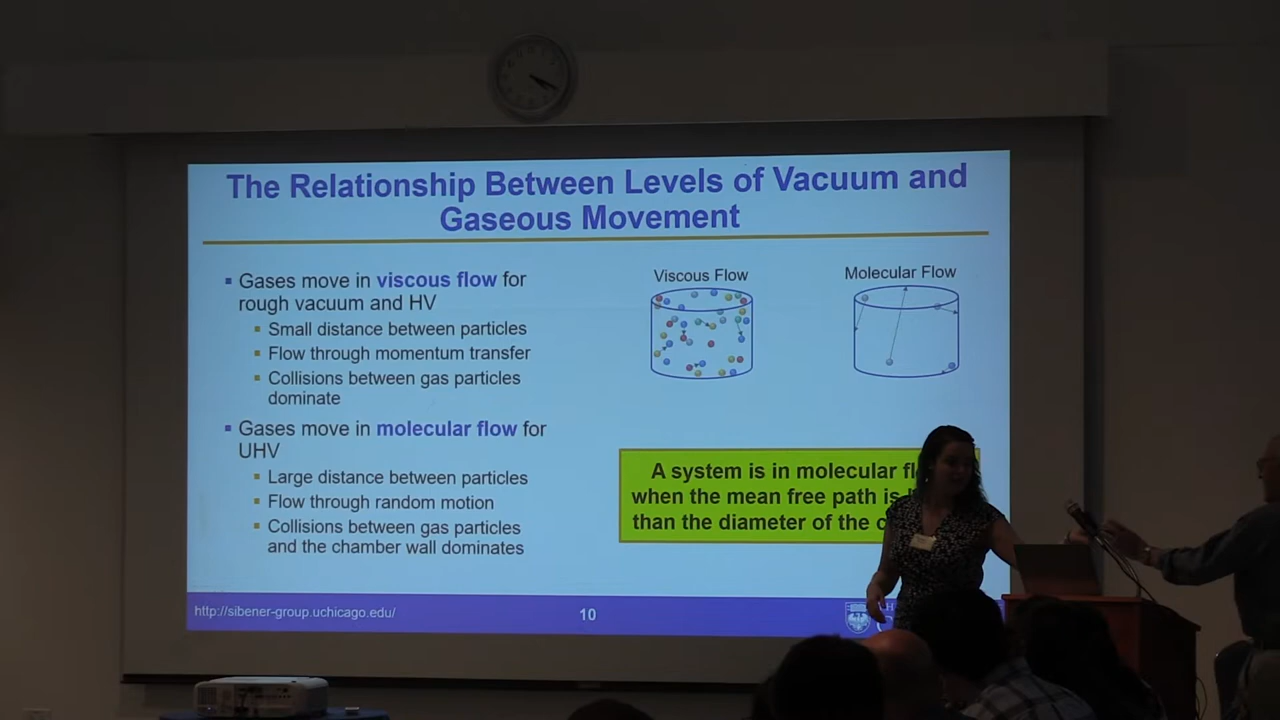 The Relationship Between Levels of Vacuum and
Gaseous Movement
▪ Gases move in viscous flow for
rough vacuum and HV
▪ Small distance between particles
▪ Flow through momentum transfer
▪ Collisions between gas particles
dominate
▪ Gases move in molecular flow for
UHV
▪ Large distance between particles
▪ Flow through random motion
▪ Collisions between gas particles
and the chamber wall dominates
Viscous Flow
Molecular Flow
A system is in molecular
when the mean free path is
than the diameter of the
http://sibener-group.uchicago.edu/
10